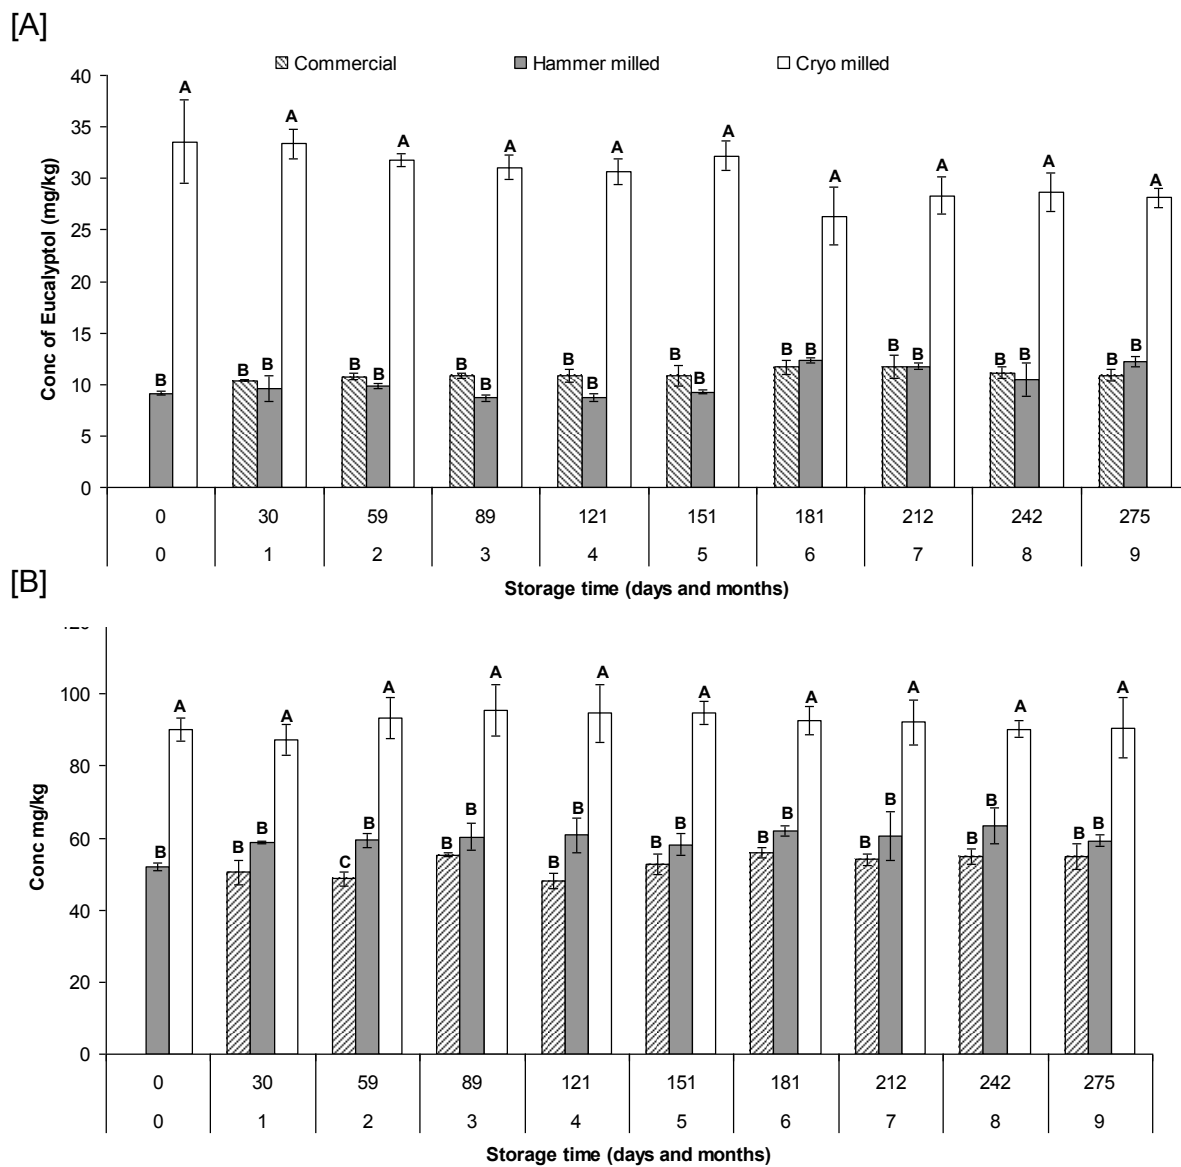 [A]
Commercial Hammer milled Cryo milled
40
35
30
25
20
15
10
5
0
Conc of Eucalyptol (mg/kg)
A A A A A A A A A A
B B B B B B B B B B B B B B B B B B B
0 30 59 89 121 151 181 212 242 275
0 1 2 3 4 5 6 7 8 9
Storage time (days and months)
[B]
120
100
80
60
40
20
0
Conc mg/kg
A A A A A A A A A A
B B B C B B B B B B B B B B B B B B B
0 30 59 89 121 151 181 212 242 275
0 1 2 3 4 5 6 7 8 9
Storage time (days and months)